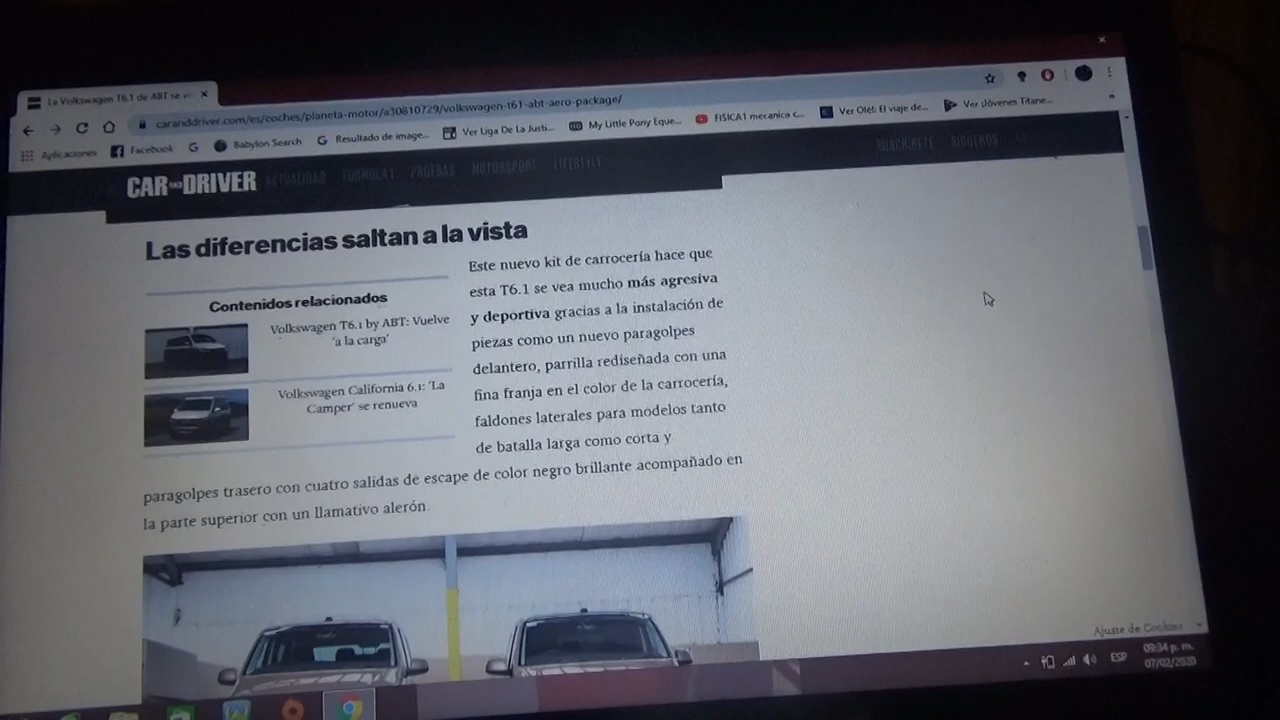 La Volkswagen T6.1 de ABT se v
caranddriver.com/es/coches/planeta-motor/a30810729/volkswagen-t61-abt-aero-package/
Aplicaciones Facebook Babylon Search Resultado de image... Ver Liga De La Justi... My Little Pony Eque... FISICA1 mecanica c... Ver Olé!: El viaje de... Ver Jóvenes Titane...
CAR AND DRIVER ACTUALIDAD FORMULA 1 PRUEBAS MOTORSPORT LIFESTYLE SUSCRÍBETE SÍGUENOS
Las diferencias saltan a la vista
Contenidos relacionados
Volkswagen T6.1 by ABT: Vuelve
'a la carga'
Volkswagen California 6.1: 'La
Camper' se renueva
Este nuevo kit de carrocería hace que
esta T6.1 se vea mucho más agresiva
y deportiva gracias a la instalación de
piezas como un nuevo paragolpes
delantero, parrilla rediseñada con una
fina franja en el color de la carrocería,
faldones laterales para modelos tanto
de batalla larga como corta y
paragolpes trasero con cuatro salidas de escape de color negro brillante acompañado en
la parte superior con un llamativo alerón.
Ajuste de Cookies
ESP
09:34 p. m.
07/02/2020